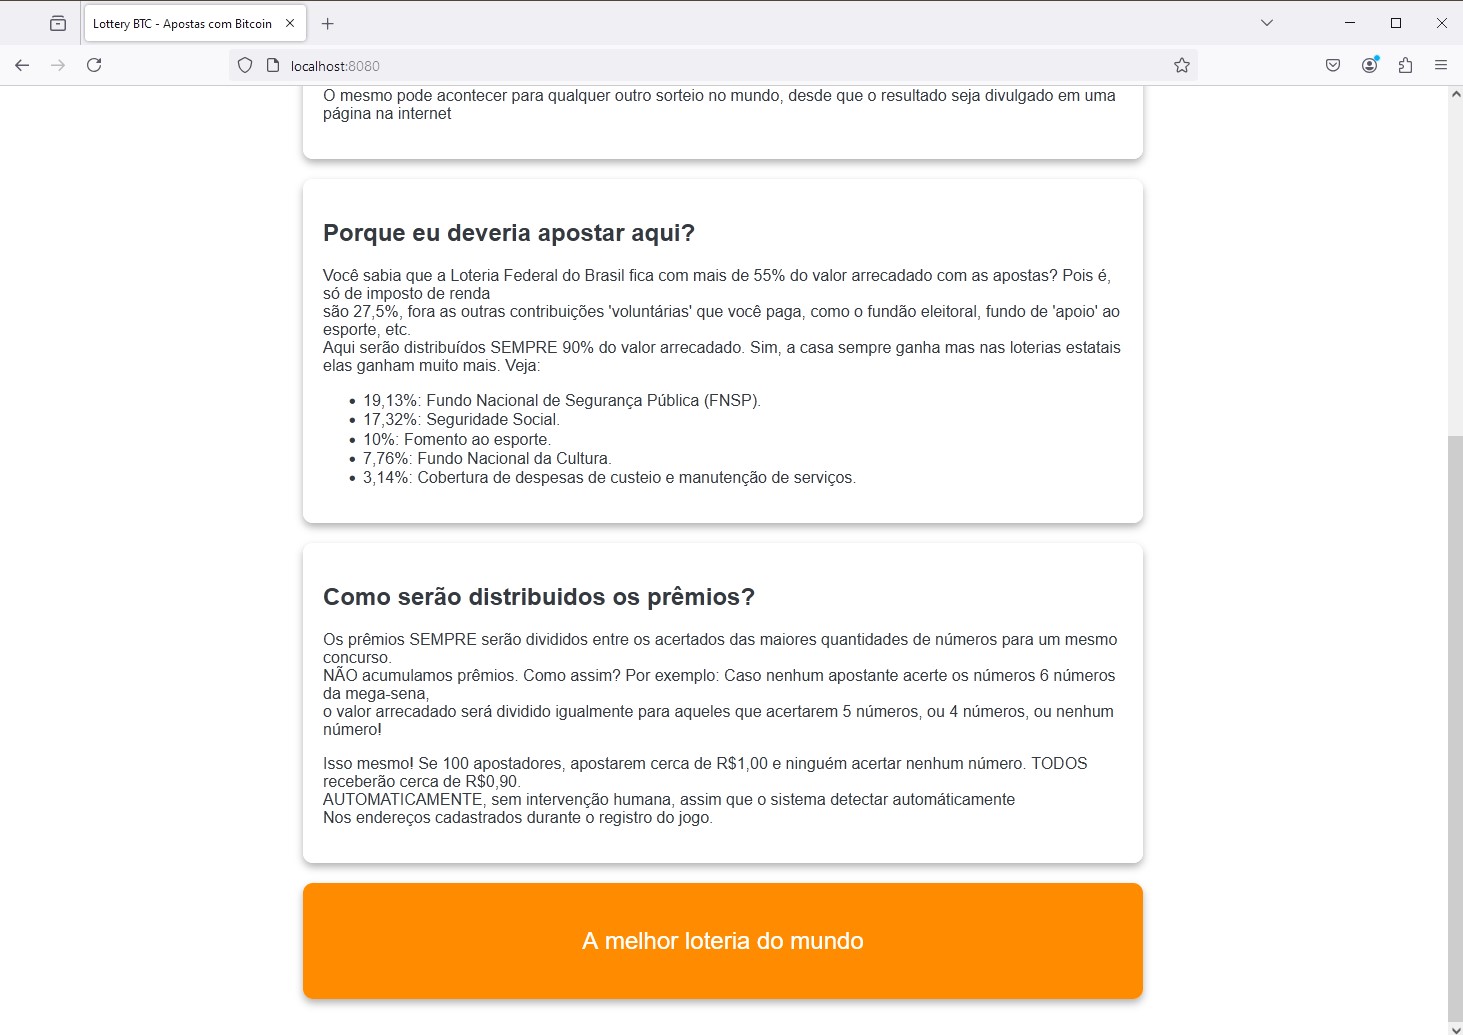 Lottery BTC - Apostas com Bitcoin
localhost:8080
O mesmo pode acontecer para qualquer outro sorteio no mundo, desde que o resultado seja divulgado em uma
página na internet
Porque eu deveria apostar aqui?
Você sabia que a Loteria Federal do Brasil fica com mais de 55% do valor arrecadado com as apostas? Pois é,
só de imposto de renda
são 27,5%, fora as outras contribuições 'voluntárias' que você paga, como o fundão eleitoral, fundo de 'apoio' ao
esporte, etc.
Aqui serão distribuídos SEMPRE 90% do valor arrecadado. Sim, a casa sempre ganha mas nas loterias estatais
elas ganham muito mais. Veja:
• 19,13%: Fundo Nacional de Segurança Pública (FNSP).
• 17,32%: Seguridade Social.
• 10%: Fomento ao esporte.
• 7,76%: Fundo Nacional da Cultura.
• 3,14%: Cobertura de despesas de custeio e manutenção de serviços.
Como serão distribuidos os prêmios?
Os prêmios SEMPRE serão divididos entre os acertados das maiores quantidades de números para um mesmo
concurso.
NÃO acumulamos prêmios. Como assim? Por exemplo: Caso nenhum apostante acerte os números 6 números
da mega-sena,
o valor arrecadado será dividido igualmente para aqueles que acertarem 5 números, ou 4 números, ou nenhum
número!
Isso mesmo! Se 100 apostadores, apostarem cerca de R$1,00 e ninguém acertar nenhum número. TODOS
receberão cerca de R$0,90.
AUTOMATICAMENTE, sem intervenção humana, assim que o sistema detectar automáticamente
Nos endereços cadastrados durante o registro do jogo.
A melhor loteria do mundo